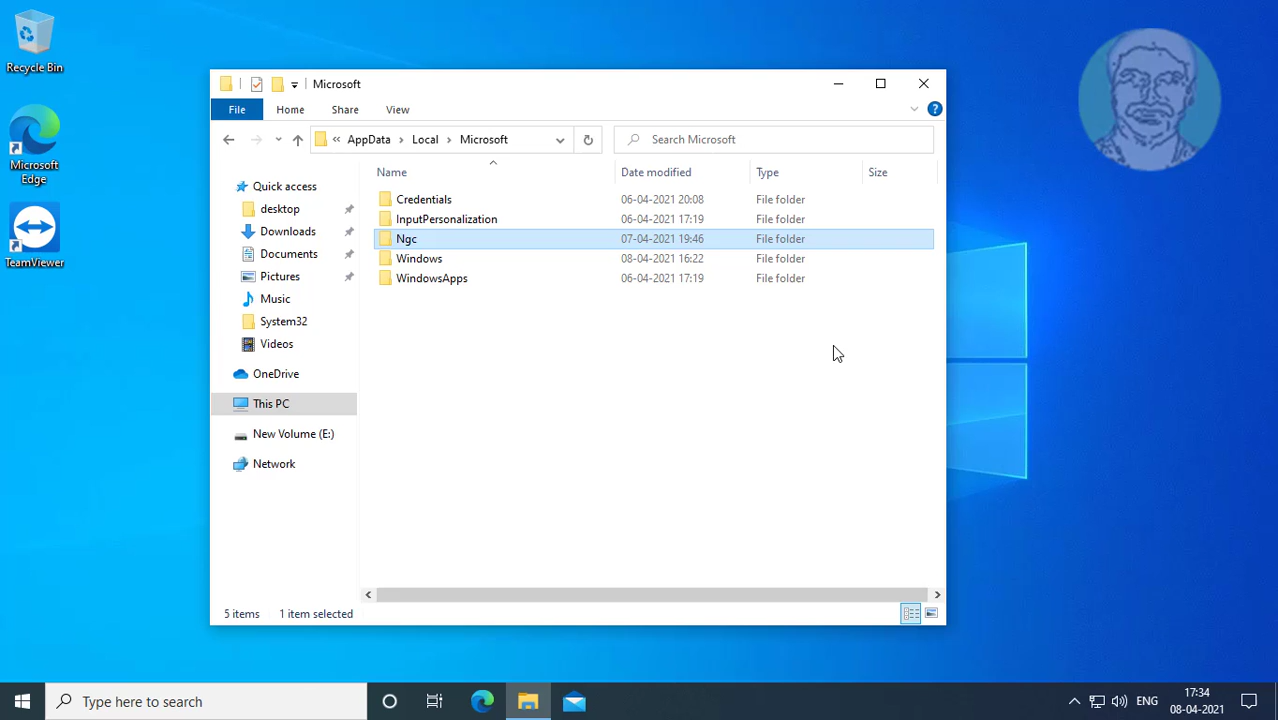 Recycle Bin
Microsoft
Edge
TeamViewer
Microsoft
File Home Share View
AppData Local Microsoft
Search Microsoft
Name Date modified Type Size
Quick access
desktop
Downloads
Documents
Pictures
Music
System32
Videos
OneDrive
This PC
New Volume (E:)
Network
Credentials 06-04-2021 20:08 File folder
InputPersonalization 06-04-2021 17:19 File folder
Ngc 07-04-2021 19:46 File folder
Windows 08-04-2021 16:22 File folder
WindowsApps 06-04-2021 17:19 File folder
5 items 1 item selected
Type here to search
ENG
17:34
08-04-2021